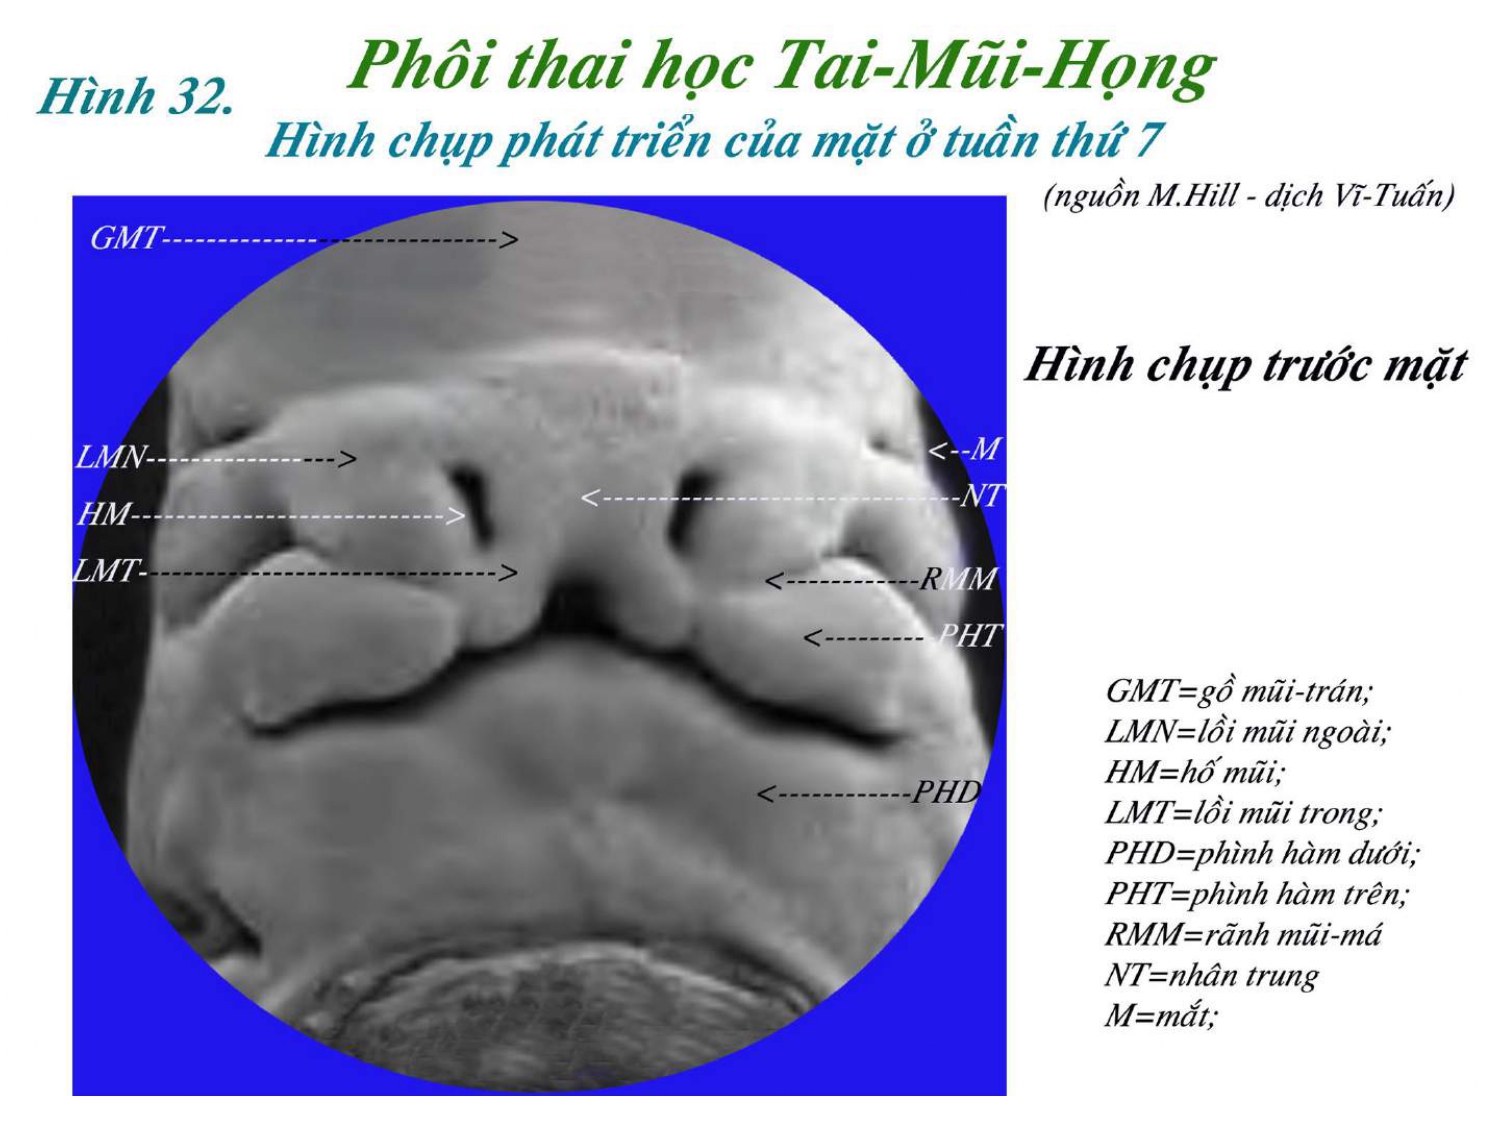 Phôi thai học Tai-Mũi-Họng
Hình 32.
Hình chụp phát triển của mặt ở tuần thứ 7
(nguồn M.Hill - dịch Vĩ-Tuấn)
GMT-------------------------------->
Hình chụp trước mặt
LMN------------------->
<--M
<---------------------------------NT
HM----------------------------->
LMT--------------------------------->
<------------RMM
<----------PHT
<------------PHD
GMT=gồ mũi-trán;
LMN=lồi mũi ngoài;
HM=hố mũi;
LMT=lồi mũi trong;
PHD=phình hàm dưới;
PHT=phình hàm trên;
RMM=rãnh mũi-má
NT=nhân trung
M=mắt;